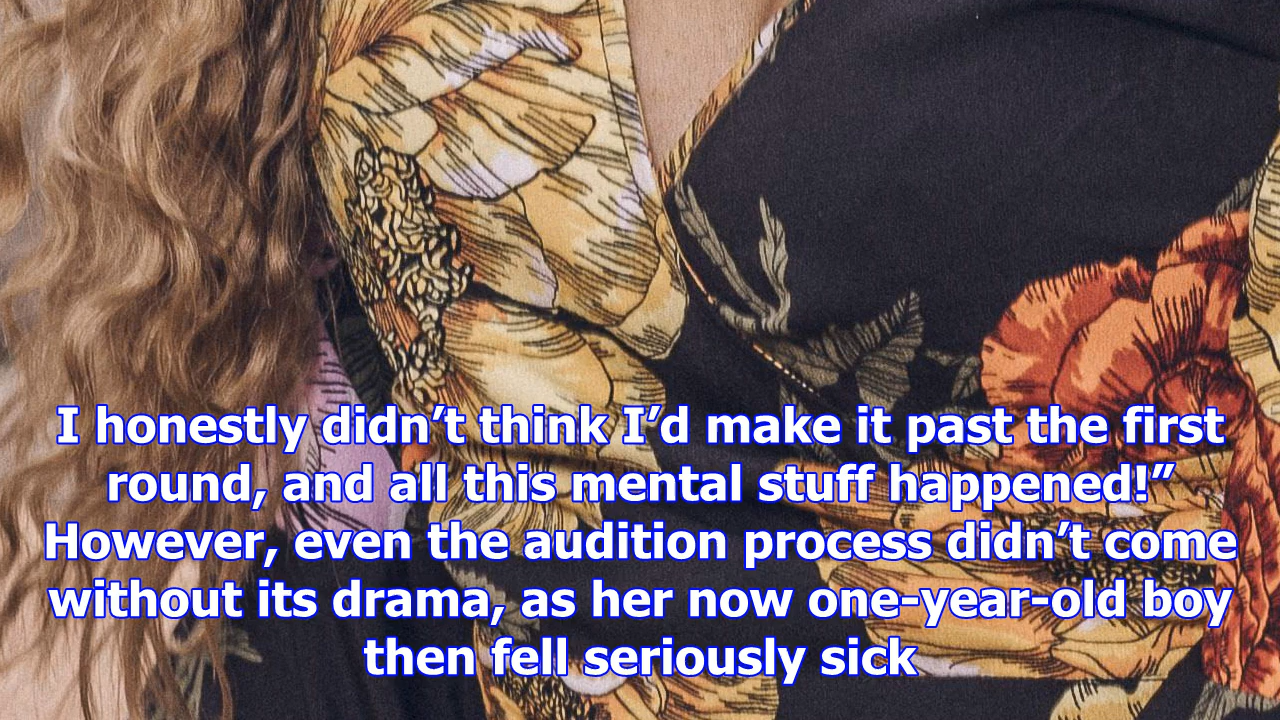 I honestly didn’t think I’d make it past the first
round, and all this mental stuff happened!”
However, even the audition process didn’t come
without its drama, as her now one-year-old boy
then fell seriously sick